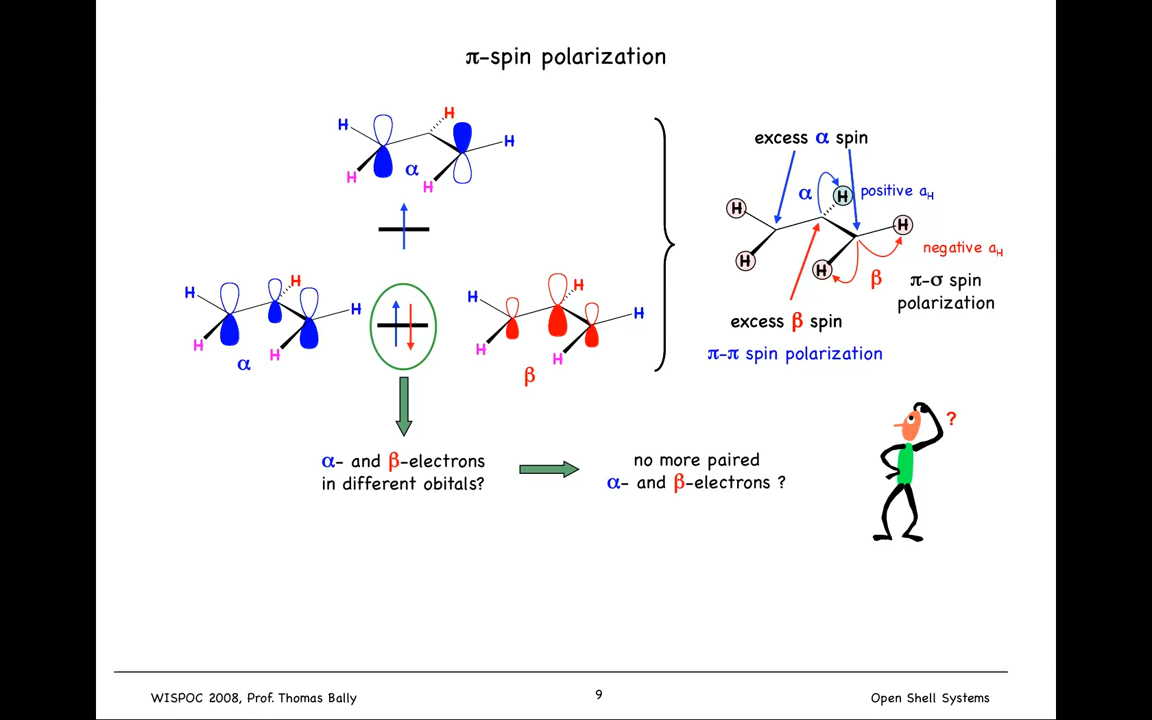 π-spin polarization
H
H
H
H
H
α
H
H
H
H
H
α
H
H
H
H
H
β
excess α spin
α
H
positive aH
H
H
H
H
negative aH
β
π-σ spin
polarization
excess β spin
π-π spin polarization
α- and β-electrons
in different obitals?
no more paired
α- and β-electrons ?
?
WISPOC 2008, Prof. Thomas Bally
9
Open Shell Systems